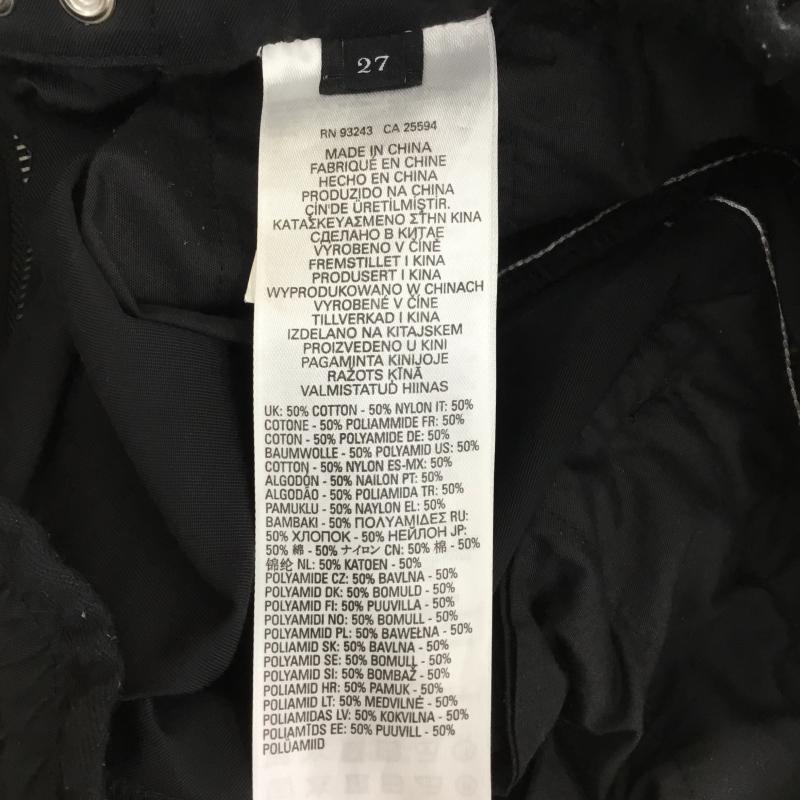 27
RN 93243 CA 25594
MADE IN CHINA
FABRIQUÉ EN CHINE
HECHO EN CHINA
PRODUZIDO NA CHINA
ÇİN'DE ÜRETİLMİŞTİR.
ΚΑΤΑΣΚΕΥΑΣΜΕΝΟ ΣΤΗΝ ΚΙΝΑ
СДЕЛАНО В КИТАЕ
VYROBENO V ČÍNĚ
FREMSTILLET I KINA
PRODUSERT I KINA
WYPRODUKOWANO W CHINACH
VYROBENÉ V ČÍNE
TILLVERKAD I KINA
IZDELANO NA KITAJSKEM
PROIZVEDENO U KINI
PAGAMINTA KINIJOJE
RAŽOTS ĶĪNĀ
VALMISTATUD HIINAS
UK: 50% COTTON - 50% NYLON IT: 50%
COTONE - 50% POLIAMMIDE FR: 50%
COTON - 50% POLYAMIDE DE: 50%
BAUMWOLLE - 50% POLYAMID US: 50%
COTTON - 50% NYLON ES-MX: 50%
ALGODÓN - 50% NAILON PT: 50%
ALGODÃO - 50% POLIAMIDA TR: 50%
PAMUKLU - 50% NAYLON EL: 50%
ΒΑΜΒΑΚΙ - 50% ΠΟΛΥΑΜΙΔΕΣ RU:
50% ХЛОПОК - 50% НЕЙЛОН JP:
50% 綿 - 50% ナイロン CN: 50% 棉 - 50%
锦纶 NL: 50% KATOEN - 50%
POLYAMIDE CZ: 50% BAVLNA - 50%
POLYAMID DK: 50% BOMULD - 50%
POLYAMID FI: 50% PUUVILLA - 50%
POLYAMIDI NO: 50% BOMULL - 50%
POLYAMMID PL: 50% BAWEŁNA - 50%
POLIAMID SK: 50% BAVLNA - 50%
POLYAMID SE: 50% BOMULL - 50%
POLYAMID SI: 50% BOMBAŽ - 50%
POLIAMID HR: 50% PAMUK - 50%
POLIAMID LT: 50% MEDVILNĖ - 50%
POLIAMIDAS LV: 50% KOKVILNA - 50%
POLIAMĪDS EE: 50% PUUVILL - 50%
POLÜAMIID